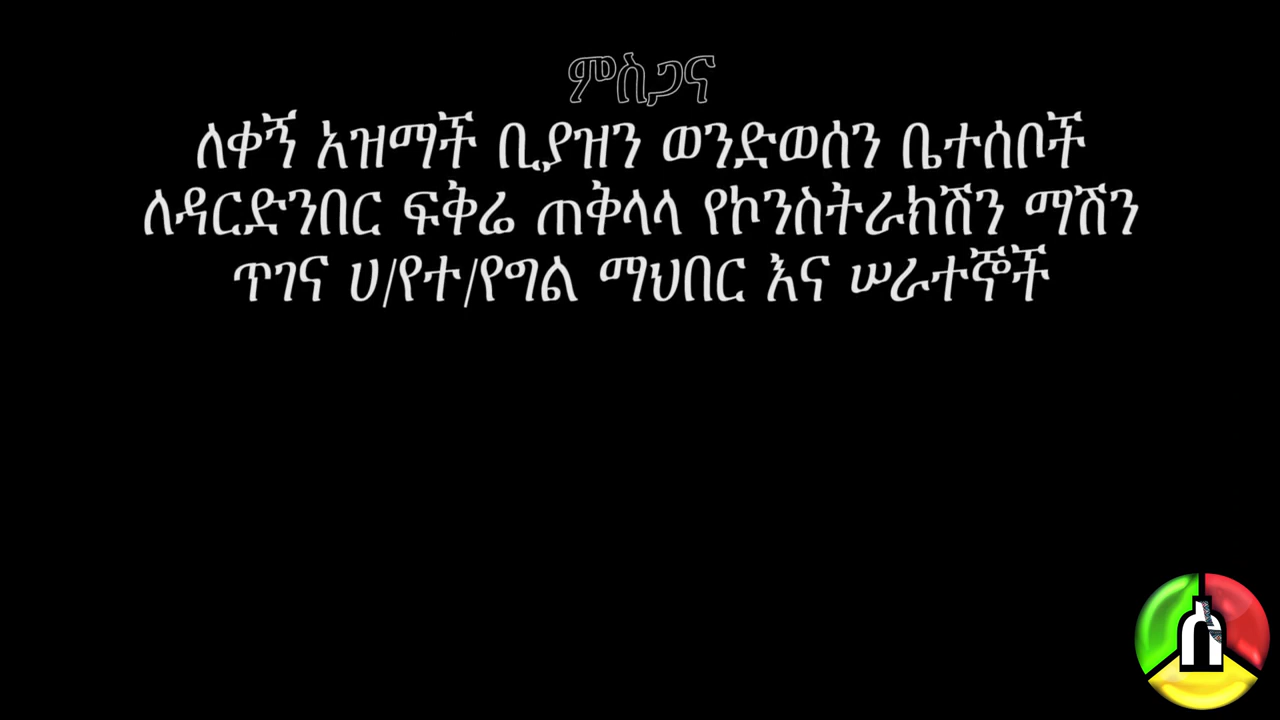 ምስጋና
ለቀኝ አዝማች ቢያዝን ወንድወሰን ቤተሰቦች
ለዳርድንበር ፍቅሬ ጠቅላላ የኮንስትራክሽን ማሽን
ጥገና ሀ/የተ/የግል ማህበር እና ሠራተኞች